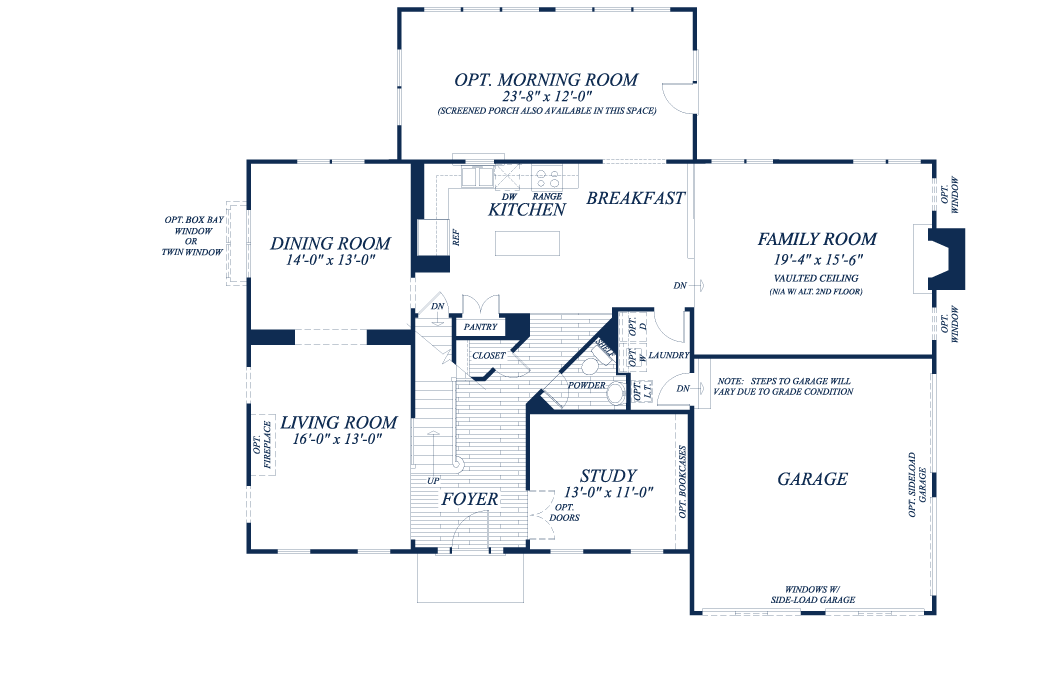 OPT. MORNING ROOM
23'-8" x 12'-0"
(SCREENED PORCH ALSO AVAILABLE IN THIS SPACE)
DW
RANGE
KITCHEN
BREAKFAST
REF
OPT. BOX BAY
WINDOW
OR
TWIN WINDOW
DINING ROOM
14'-0" x 13'-0"
FAMILY ROOM
19'-4" x 15'-6"
VAULTED CEILING
(N/A W/ ALT. 2ND FLOOR)
OPT.
WINDOW
OPT.
WINDOW
DN
DN
PANTRY
CLOSET
SHELF
POWDER
OPT.
D.
OPT.
W.
LAUNDRY
OPT.
L.T.
DN
NOTE: STEPS TO GARAGE WILL
VARY DUE TO GRADE CONDITION
LIVING ROOM
16'-0" x 13'-0"
OPT.
FIREPLACE
UP
FOYER
STUDY
13'-0" x 11'-0"
OPT.
DOORS
OPT. BOOKCASES
GARAGE
OPT. SIDELOAD
GARAGE
WINDOWS W/
SIDE-LOAD GARAGE